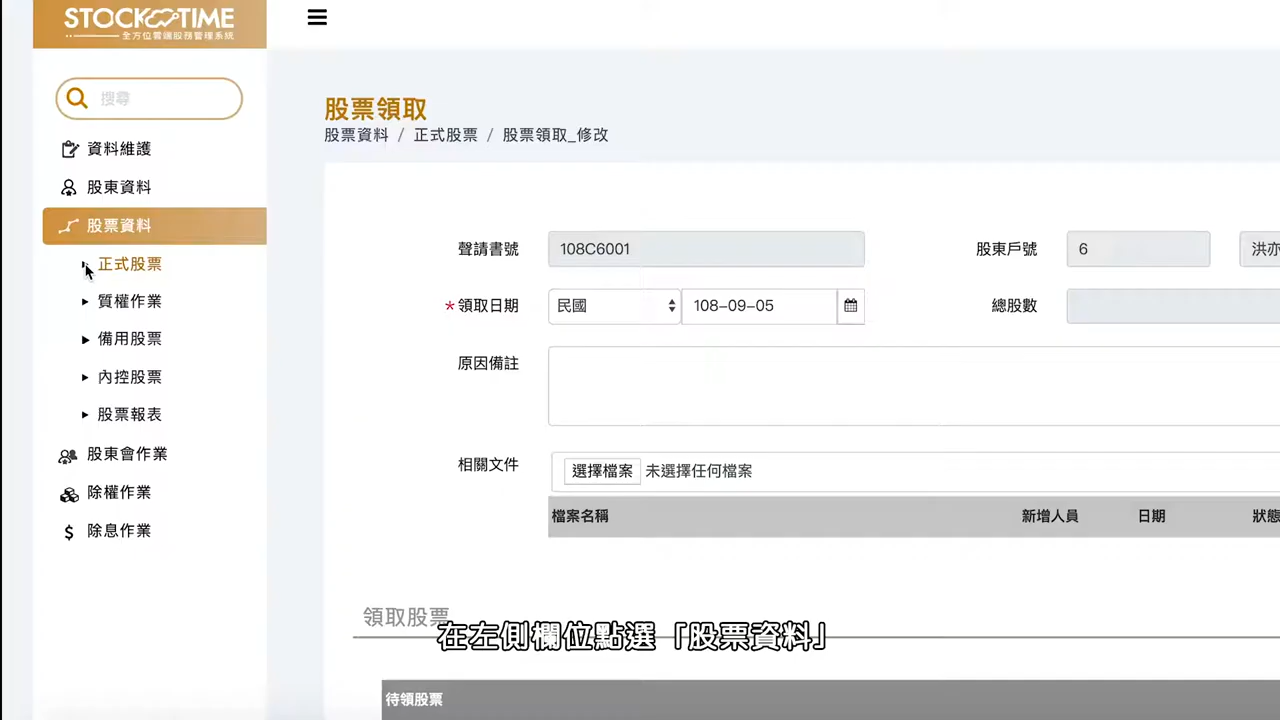 STOCK TIME
全方位雲端股務管理系統
搜尋
資料維護
股東資料
股票資料
正式股票
質權作業
備用股票
內控股票
股票報表
股東會作業
除權作業
除息作業
股票領取
股票資料 / 正式股票 / 股票領取_修改
聲請書號 108C6001 股東戶號 6 洪亦
*領取日期 民國 108-09-05 總股數
原因備註
相關文件 選擇檔案 未選擇任何檔案
檔案名稱 新增人員 日期 狀態
領取股票
在左側欄位點選「股票資料」
待領股票